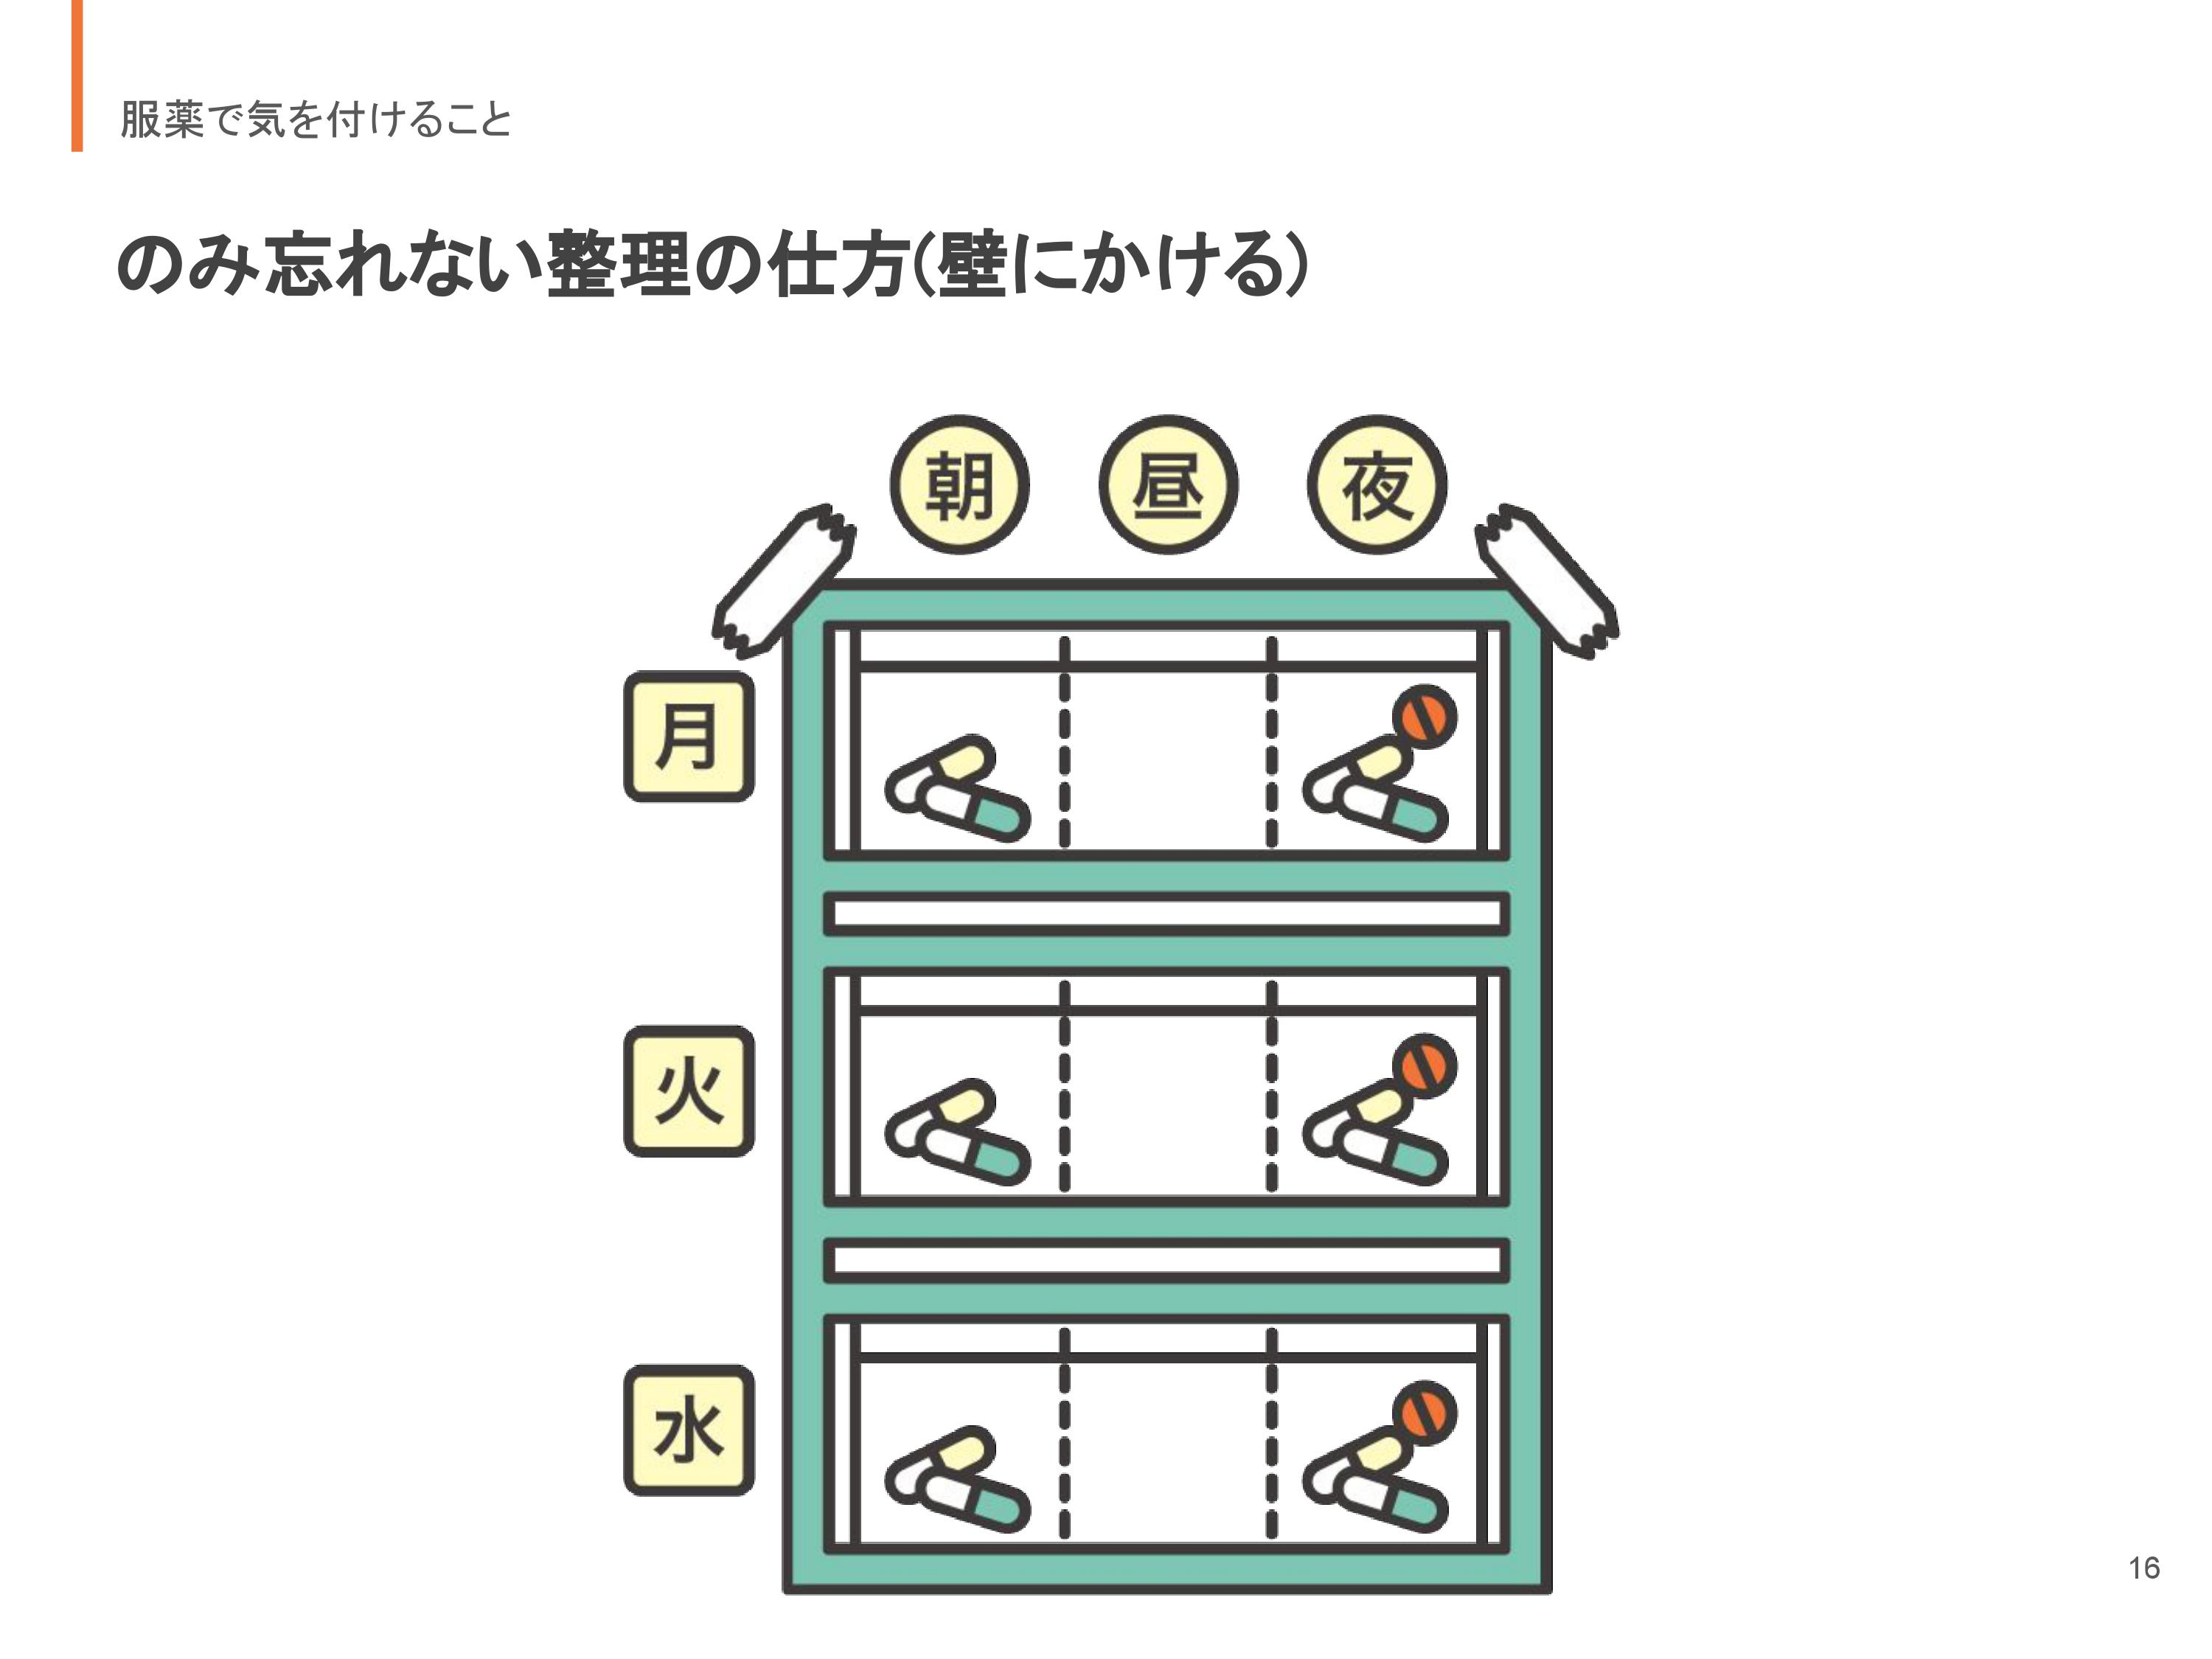 服薬で気を付けること
のみ忘れない整理の仕方(壁にかける)
朝 昼 夜
月
火
水
16